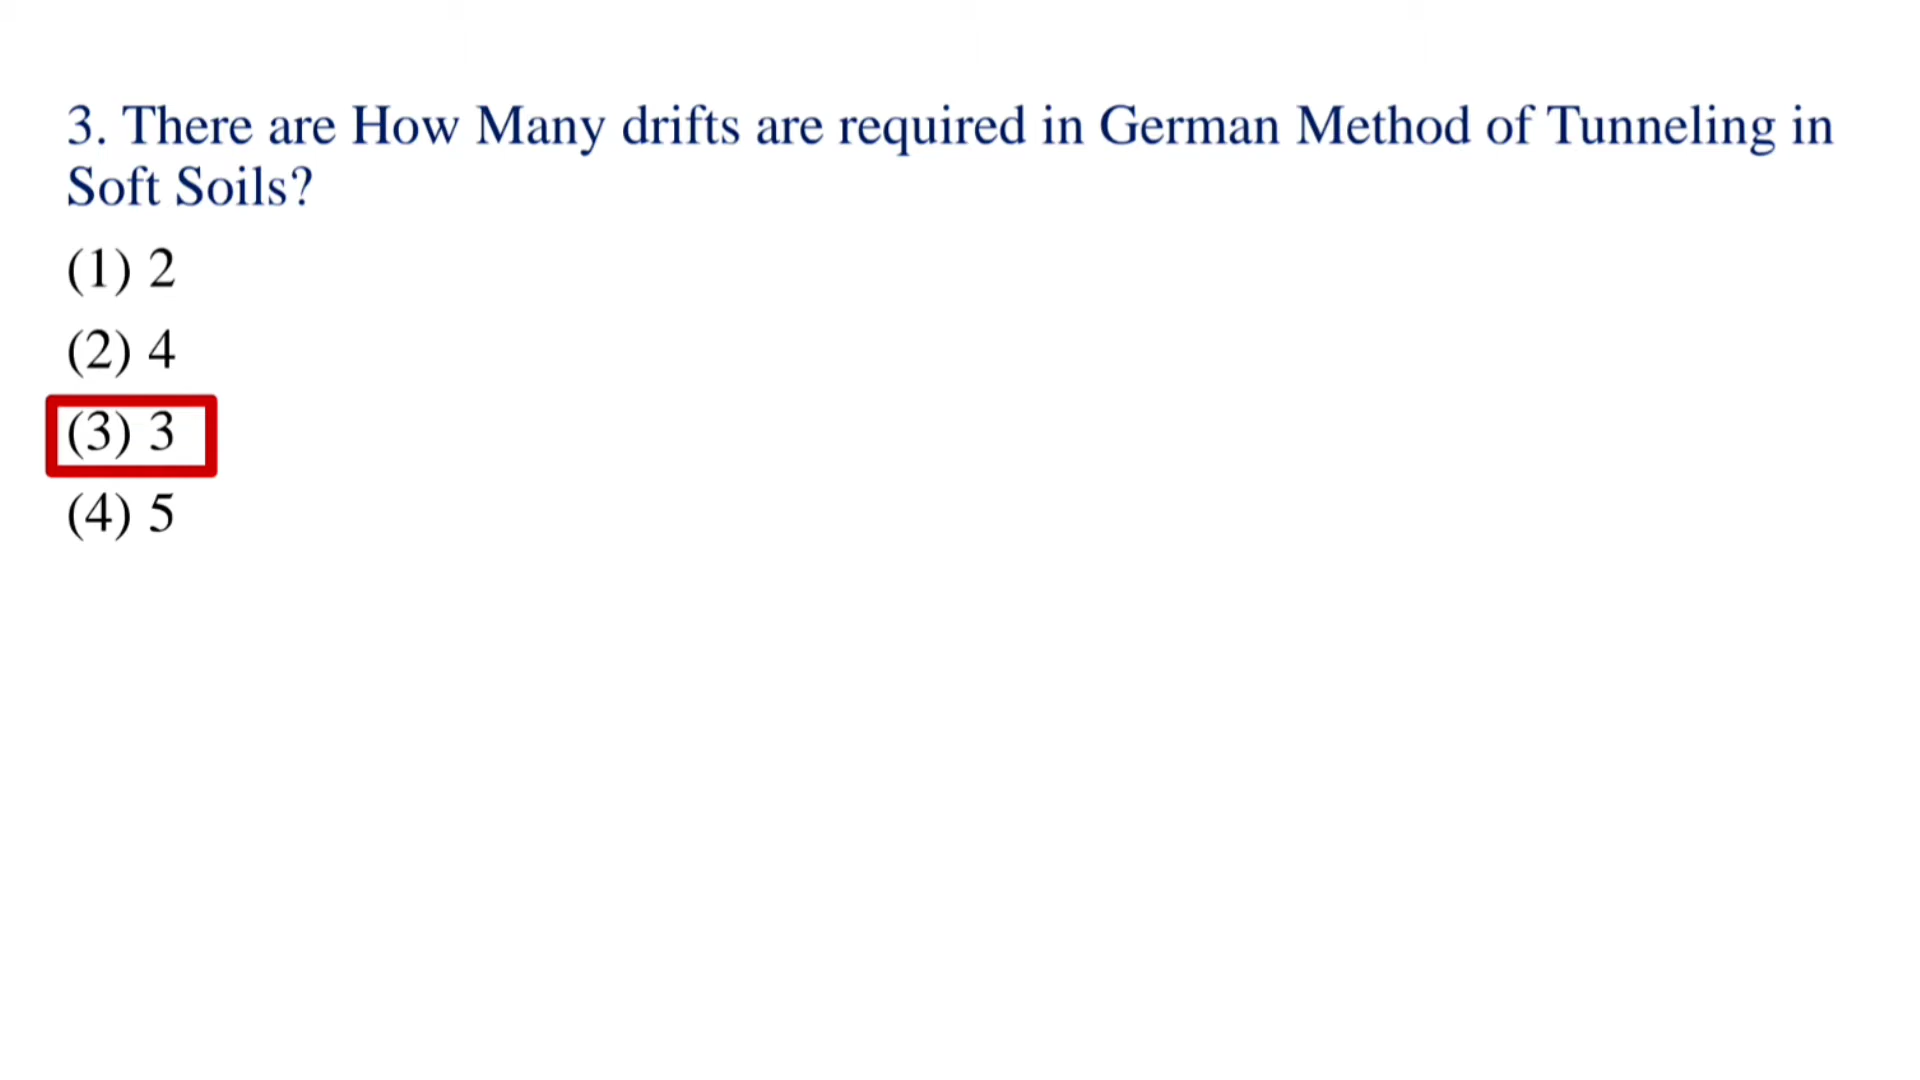 3. There are How Many drifts are required in German Method of Tunneling in
Soft Soils?
(1) 2
(2) 4
(3) 3
(4) 5